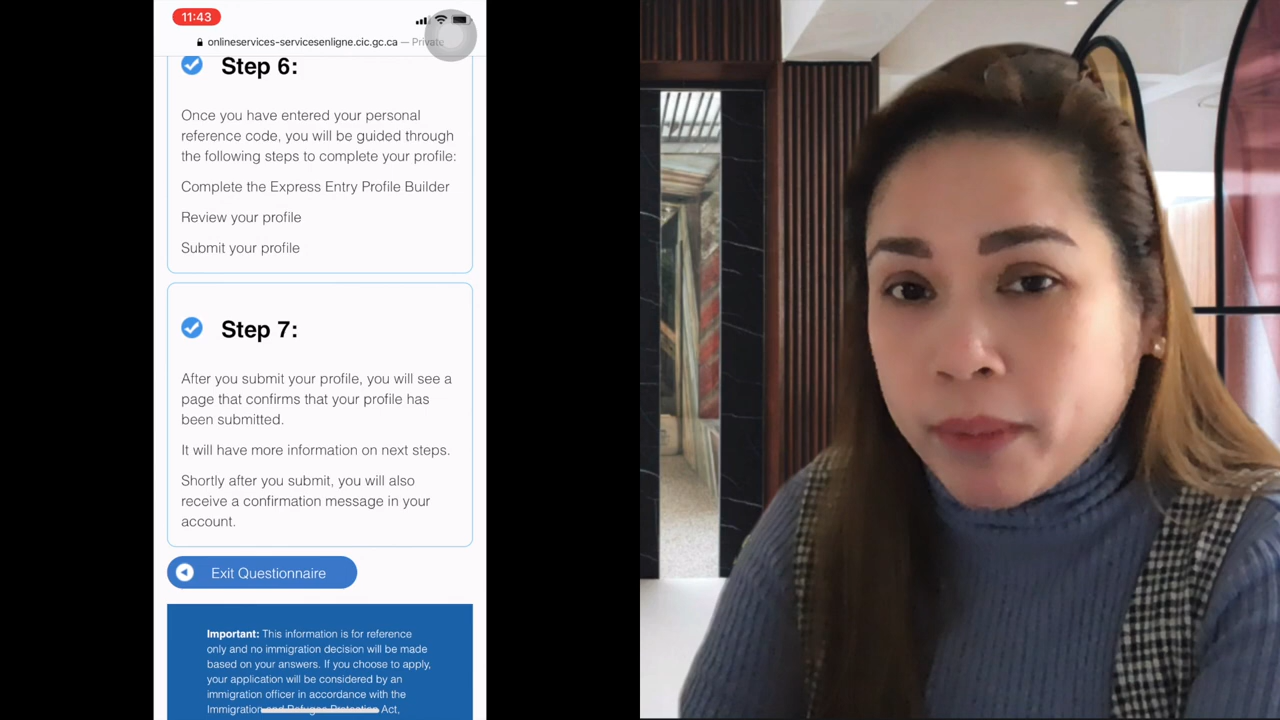 11:43
onlineservices-servicesenligne.cic.gc.ca — Private
Step 6:
Once you have entered your personal
reference code, you will be guided through
the following steps to complete your profile:
Complete the Express Entry Profile Builder
Review your profile
Submit your profile
Step 7:
After you submit your profile, you will see a
page that confirms that your profile has
been submitted.
It will have more information on next steps.
Shortly after you submit, you will also
receive a confirmation message in your
account.
Exit Questionnaire
Important: This information is for reference
only and no immigration decision will be made
based on your answers. If you choose to apply,
your application will be considered by an
immigration officer in accordance with the
Immigration and Refugee Protection Act,